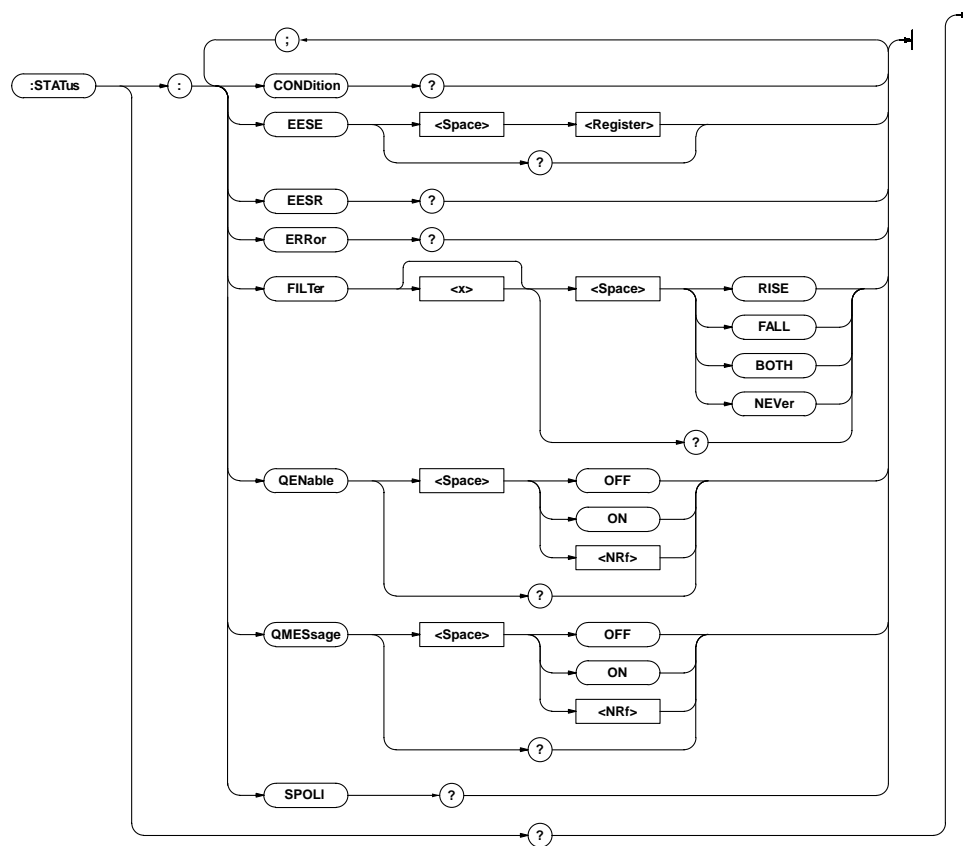 ;
:STATus : CONDition ?
EESE <Space> <Register>
?
EESR ?
ERRor ?
FILTer <x> <Space> RISE
FALL
BOTH
NEVer
?
QENable <Space> OFF
ON
<NRf>
?
QMESsage <Space> OFF
ON
<NRf>
?
SPOLl ?
?